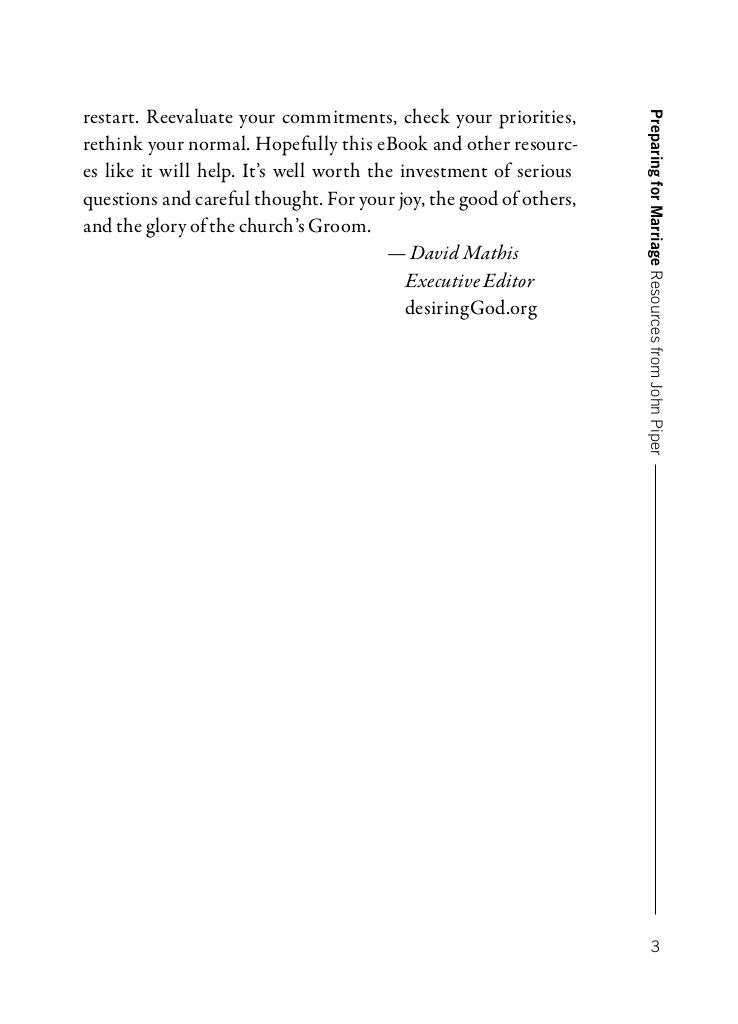 restart. Reevaluate your commitments, check your priorities,
rethink your normal. Hopefully this eBook and other resourc-
es like it will help. It’s well worth the investment of serious
questions and careful thought. For your joy, the good of others,
and the glory of the church’s Groom.
— David Mathis
Executive Editor
desiringGod.org
Preparing for Marriage Resources from John Piper
3